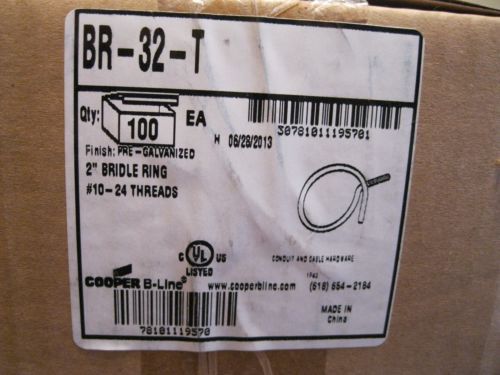 BR-32-T
Qty: 100 EA
30781011195701
H 06/28/2013
Finish: PRE-GALVANIZED
2" BRIDLE RING
#10-24 THREADS
C UL US
LISTED
CONDUIT AND CABLE HARDWARE
COOPER B-Line®
www.cooperbline.com
(618) 654-2184
MADE IN
China
78101119570